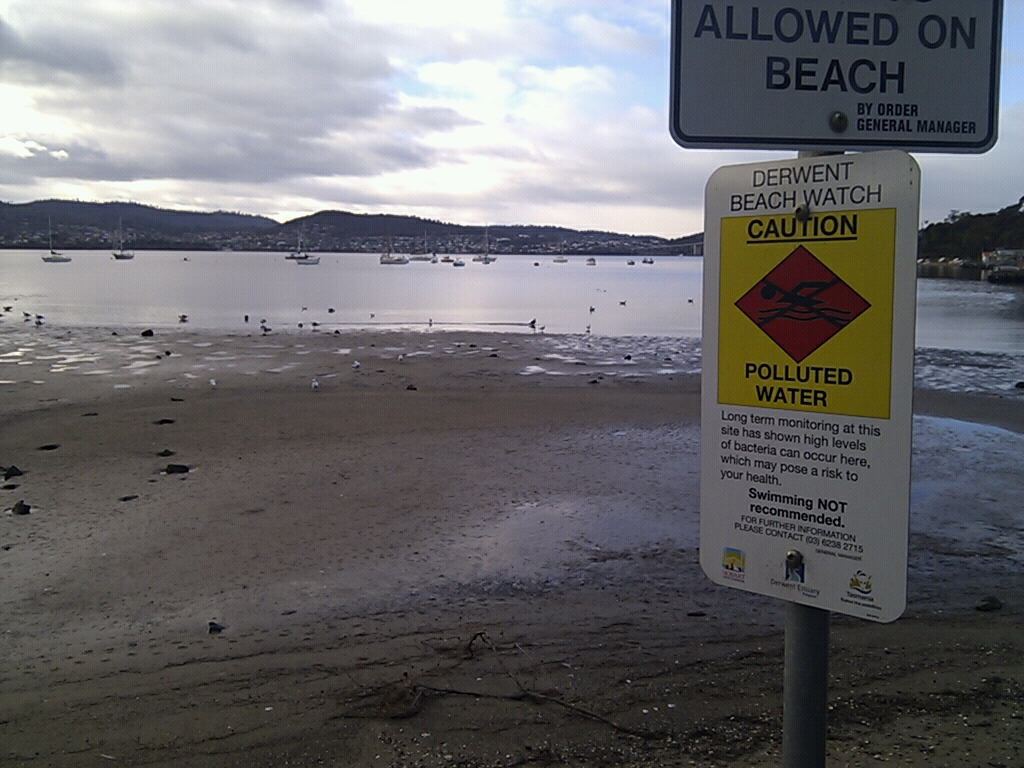 ALLOWED ON
BEACH
BY ORDER
GENERAL MANAGER
DERWENT
BEACH WATCH
CAUTION
POLLUTED
WATER
Long term monitoring at this
site has shown high levels
of bacteria can occur here,
which may pose a risk to
your health.
Swimming NOT
recommended.
FOR FURTHER INFORMATION
PLEASE CONTACT (03) 6238 2715
GENERAL MANAGER
Derwent Estuary
Tasmania